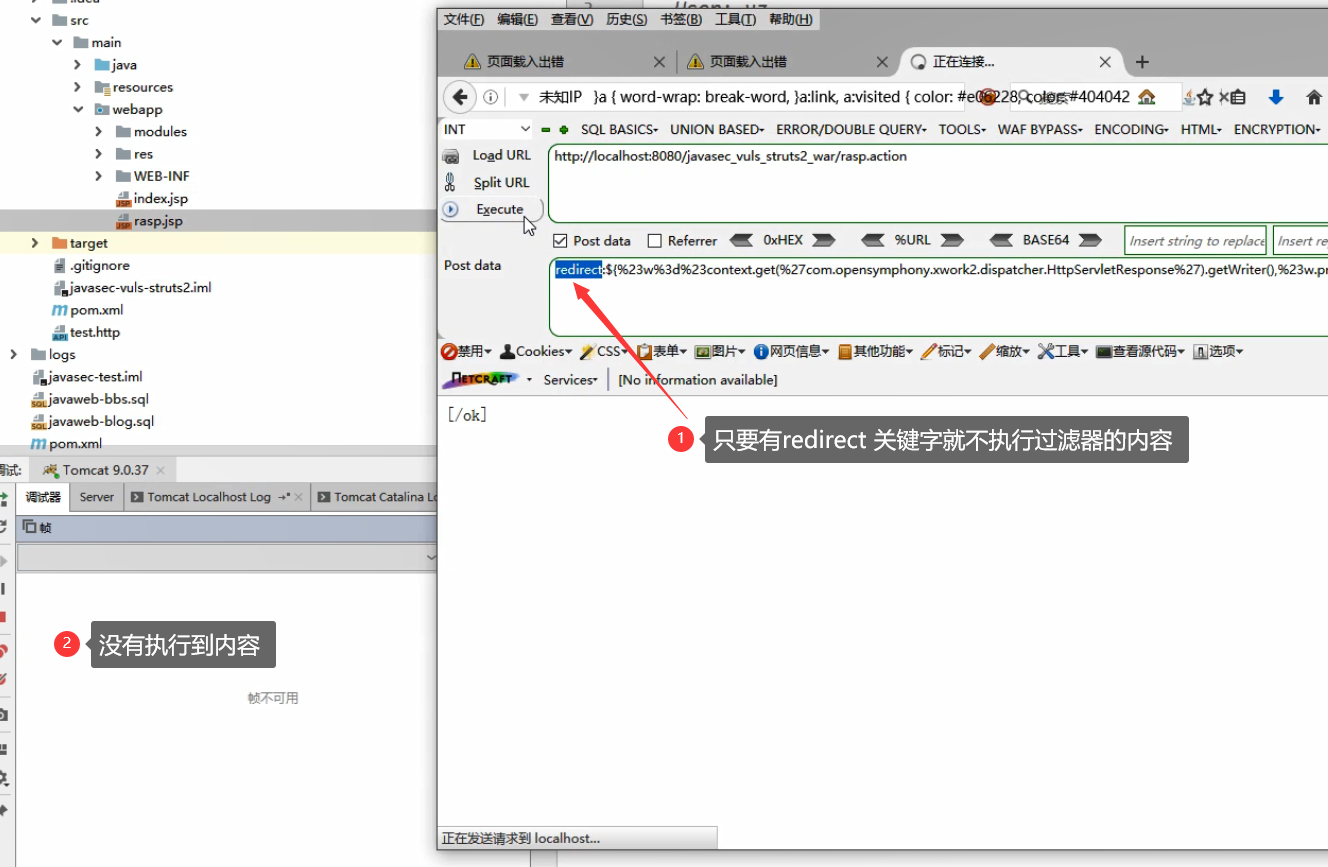 src
main
java
resources
webapp
modules
res
WEB-INF
index.jsp
rasp.jsp
target
.gitignore
javasec-vuls-struts2.iml
pom.xml
test.http
logs
javasec-test.iml
javaweb-bbs.sql
javaweb-blog.sql
pom.xml
调试:
Tomcat 9.0.37
调试器 Server Tomcat Localhost Log Tomcat Catalina Lo
帧
2 没有执行到内容
帧不可用
文件(F) 编辑(E) 查看(V) 历史(S) 书签(B) 工具(T) 帮助(H)
页面载入出错 页面载入出错 正在连接...
未知IP }a { word-wrap: break-word, }a:link, a:visited { color: #e06228, color: #404042
INT SQL BASICS UNION BASED ERROR/DOUBLE QUERY TOOLS WAF BYPASS ENCODING HTML ENCRYPTION
Load URL http://localhost:8080/javasec_vuls_struts2_war/rasp.action
Split URL
Execute
Post data Referrer 0xHEX %URL BASE64 Insert string to replace Insert re
Post data redirect:${%23w%3d%23context.get(%27com.opensymphony.xwork2.dispatcher.HttpServletResponse%27).getWriter(),%23w.pr
禁用 Cookies CSS 表单 图片 网页信息 其他功能 标记 缩放 工具 查看源代码 选项
NETCRAFT Services [No information available]
[/ok]
1 只要有redirect 关键字就不执行过滤器的内容
正在发送请求到 localhost...